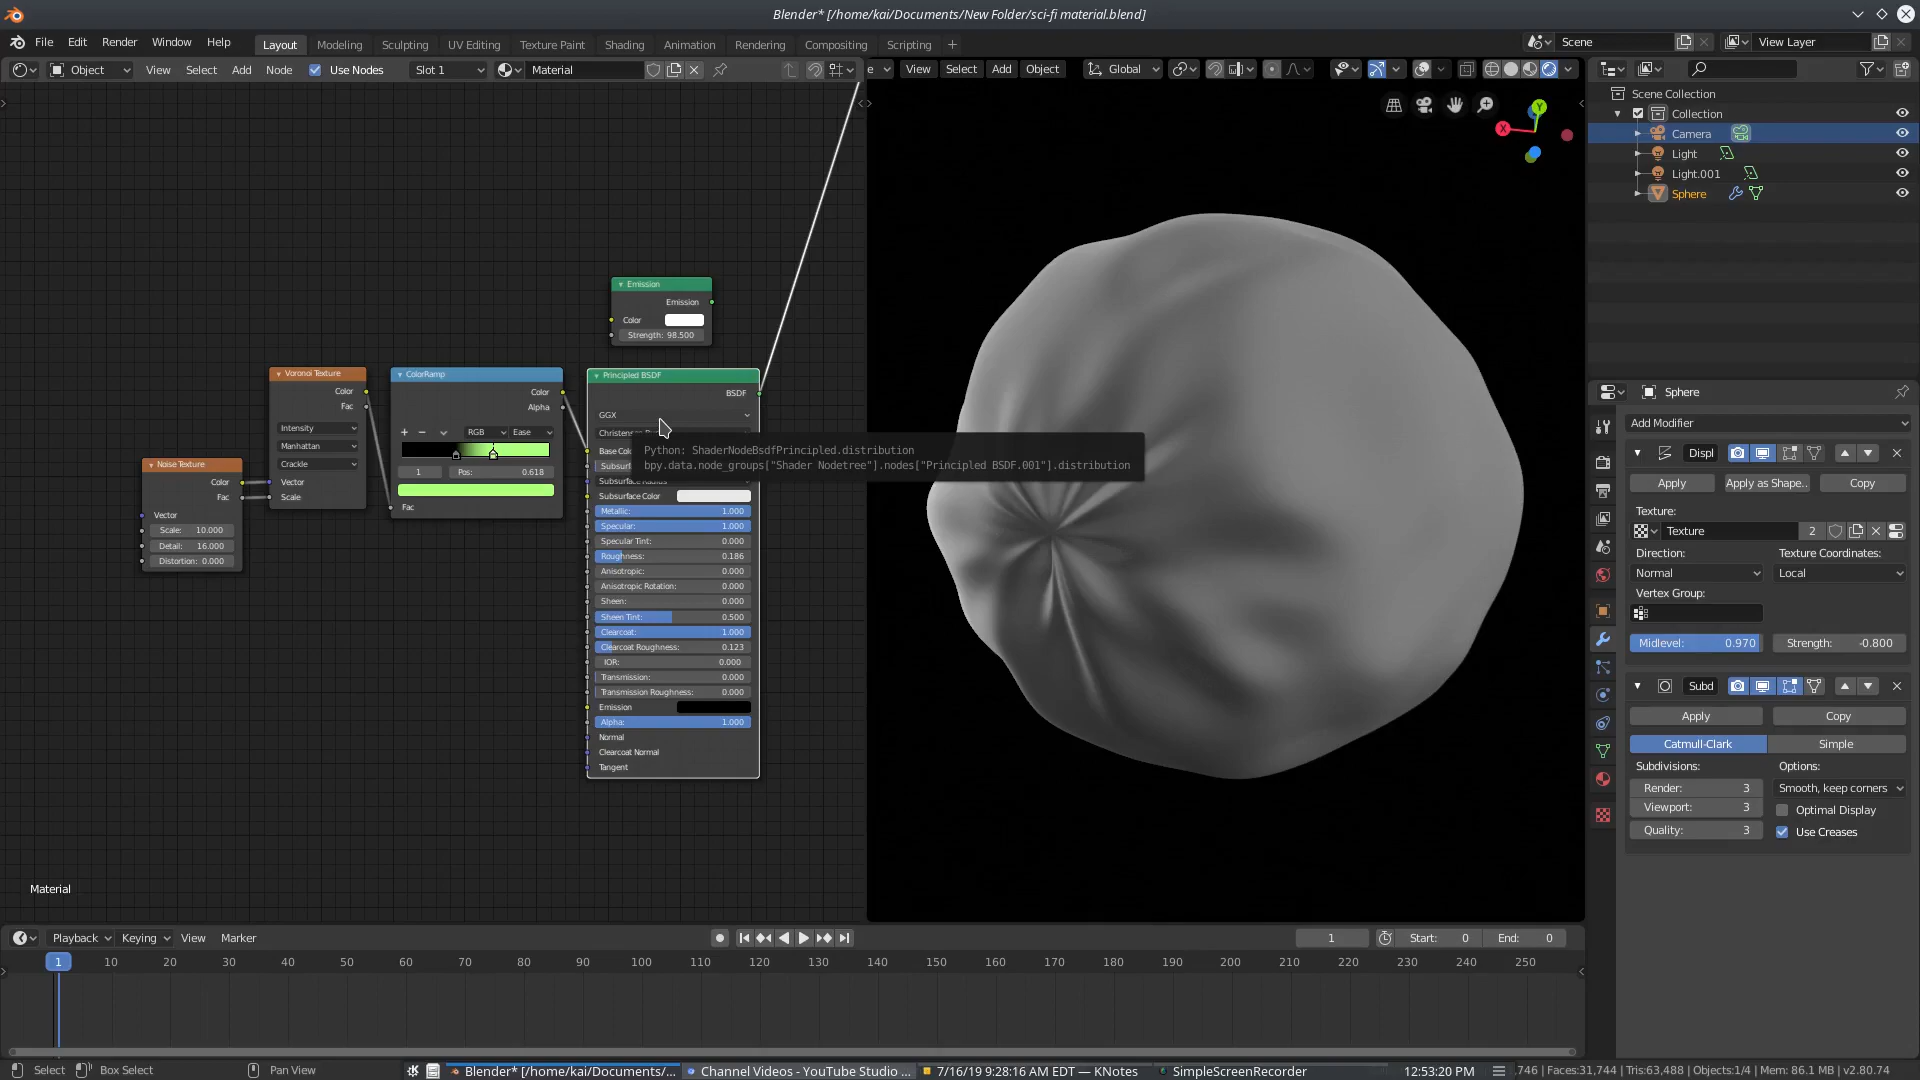 Blender* [/home/kai/Documents/New Folder/sci-fi material.blend]
File Edit Render Window Help Layout Modeling Sculpting UV Editing Texture Paint Shading Animation Rendering Compositing Scripting + Scene View Layer
Object View Select Add Node Use Nodes Slot 1 Material
View Select Add Object Global
Scene Collection
Collection
Camera
Light
Light.001
Sphere
X
Y
Emission
Emission
Color
Strength: 98.500
Voronoi Texture
Color
Fac
Intensity
Manhattan
Crackle
Vector
Scale
ColorRamp
Color
Alpha
RGB Ease
1 Pos: 0.618
Fac
Noise Texture
Color
Fac
Vector
Scale: 10.000
Detail: 16.000
Distortion: 0.000
Principled BSDF
BSDF
GGX
Python: ShaderNodeBsdfPrincipled.distribution
bpy.data.node_groups["Shader Nodetree"].nodes["Principled BSDF.001"].distribution
Subsurface Color
Metallic: 1.000
Specular: 1.000
Specular Tint: 0.000
Roughness: 0.186
Anisotropic: 0.000
Anisotropic Rotation: 0.000
Sheen: 0.000
Sheen Tint: 0.500
Clearcoat: 1.000
Clearcoat Roughness: 0.123
IOR: 0.000
Transmission: 0.000
Transmission Roughness: 0.000
Emission
Alpha: 1.000
Normal
Clearcoat Normal
Tangent
Material
Sphere
Add Modifier
Displ
Apply Apply as Shape.. Copy
Texture:
Texture 2
Direction: Texture Coordinates:
Normal Local
Vertex Group:
Midlevel: 0.970 Strength: -0.800
Subd
Apply Copy
Catmull-Clark Simple
Subdivisions: Options:
Render: 3 Smooth, keep corners
Viewport: 3 Optimal Display
Quality: 3 Use Creases
Playback Keying View Marker 1 Start: 0 End: 0
1 10 20 30 40 50 60 70 80 90 100 110 120 130 140 150 160 170 180 190 200 210 220 230 240 250
Select Box Select Pan View Blender* [/home/kai/Documents/... Channel Videos - YouTube Studio ... 7/16/19 9:28:16 AM EDT — KNotes SimpleScreenRecorder 12:53:20 PM ,746 | Faces:31,744 | Tris:63,488 | Objects:1/4 | Mem: 86.1 MB | v2.80.74